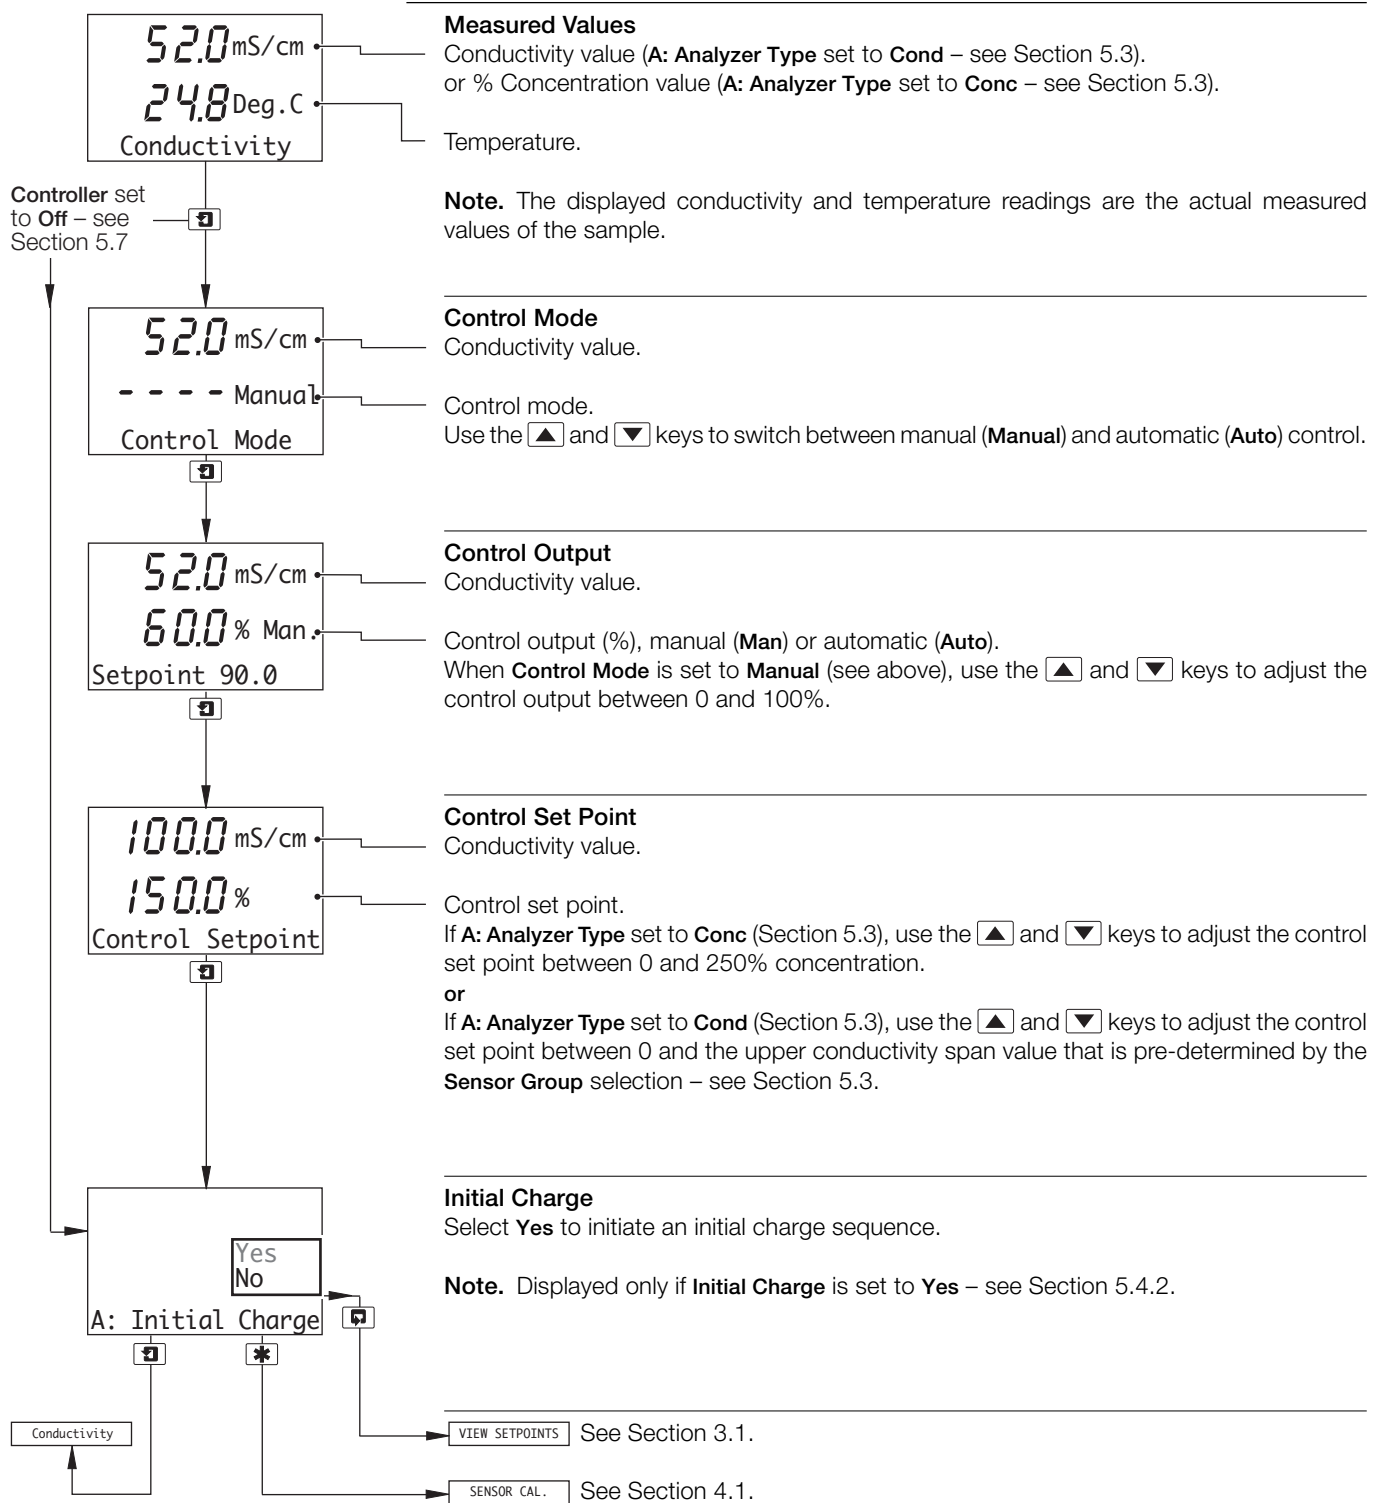 52.0 mS/cm
24.8 Deg.C
Conductivity
Measured Values
Conductivity value (A: Analyzer Type set to Cond – see Section 5.3).
or % Concentration value (A: Analyzer Type set to Conc – see Section 5.3).
Temperature.
Note. The displayed conductivity and temperature readings are the actual measured
values of the sample.
Controller set
to Off – see
Section 5.7
52.0 mS/cm
- - - - Manual
Control Mode
Control Mode
Conductivity value.
Control mode.
Use the ▲ and ▼ keys to switch between manual (Manual) and automatic (Auto) control.
52.0 mS/cm
60.0 % Man.
Setpoint 90.0
Control Output
Conductivity value.
Control output (%), manual (Man) or automatic (Auto).
When Control Mode is set to Manual (see above), use the ▲ and ▼ keys to adjust the
control output between 0 and 100%.
100.0 mS/cm
150.0 %
Control Setpoint
Control Set Point
Conductivity value.
Control set point.
If A: Analyzer Type set to Conc (Section 5.3), use the ▲ and ▼ keys to adjust the control
set point between 0 and 250% concentration.
or
If A: Analyzer Type set to Cond (Section 5.3), use the ▲ and ▼ keys to adjust the control
set point between 0 and the upper conductivity span value that is pre-determined by the
Sensor Group selection – see Section 5.3.
Yes
No
A: Initial Charge
Initial Charge
Select Yes to initiate an initial charge sequence.
Note. Displayed only if Initial Charge is set to Yes – see Section 5.4.2.
Conductivity
VIEW SETPOINTS See Section 3.1.
SENSOR CAL. See Section 4.1.